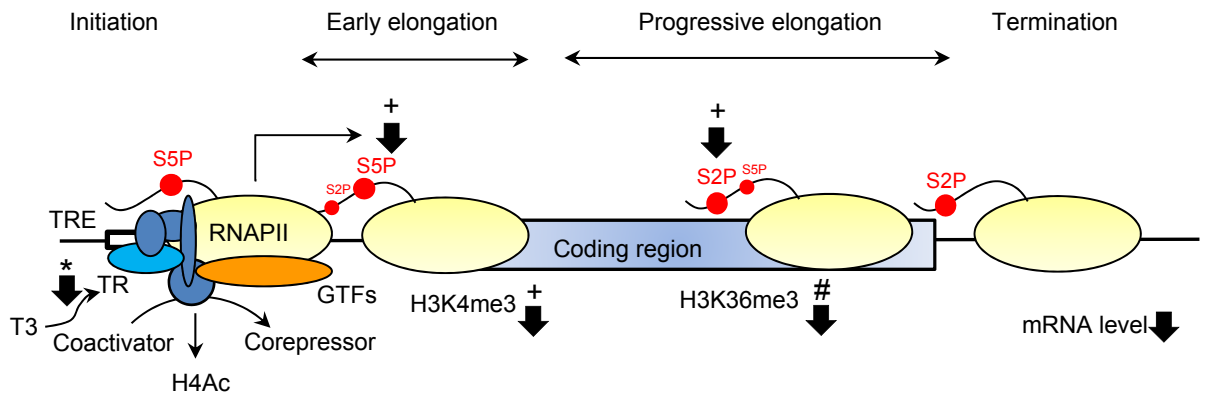 Initiation
Early elongation
Progressive elongation
Termination
+
+
S5P
S2P
S5P
S2P
S5P
S2P
TRE
RNAPII
Coding region
*
TR
GTFs
H3K4me3
+
H3K36me3
#
T3
Coactivator
Corepressor
mRNA level
H4Ac